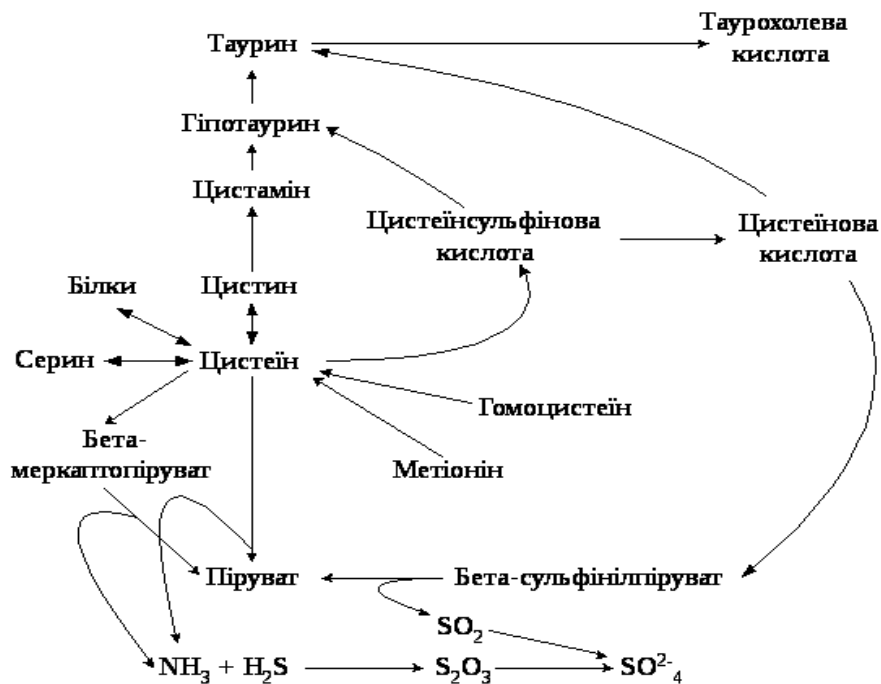 Таурин
Таурохолева
кислота
Гіпотаурин
Цистамін
Цистеїнсульфінова
кислота
Цистеїнова
кислота
Білки
Цистин
Серин
Цистеїн
Гомоцистеїн
Бета-
меркаптопіруват
Метіонін
Піруват
Бета-сульфінілпіруват
SO₂
NH₃ + H₂S
S₂O₃
SO²⁻₄